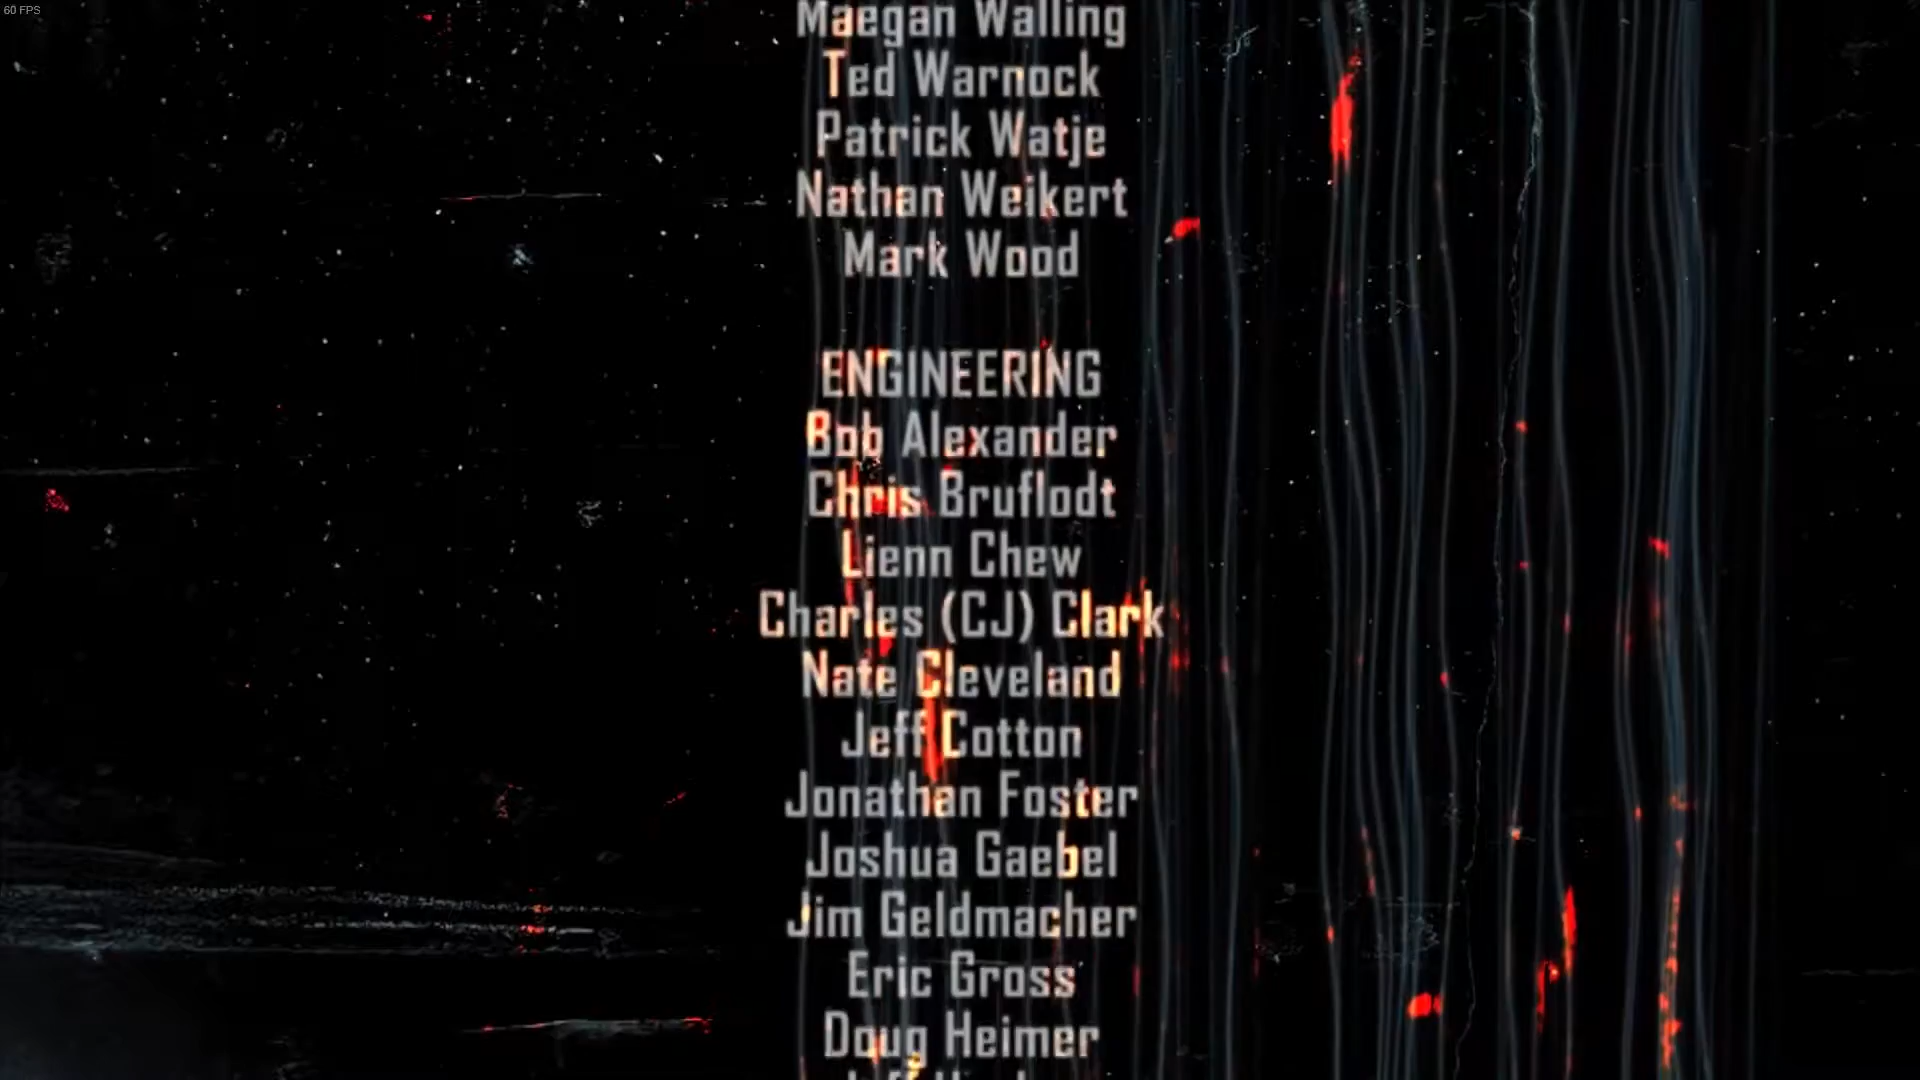 60 FPS
Maegan Walling
Ted Warnock
Patrick Watje
Nathan Weikert
Mark Wood
ENGINEERING
Bob Alexander
Chris Bruflodt
Lienn Chew
Charles (CJ) Clark
Nate Cleveland
Jeff Cotton
Jonathan Foster
Joshua Gaebel
Jim Geldmacher
Eric Gross
Doug Heimer